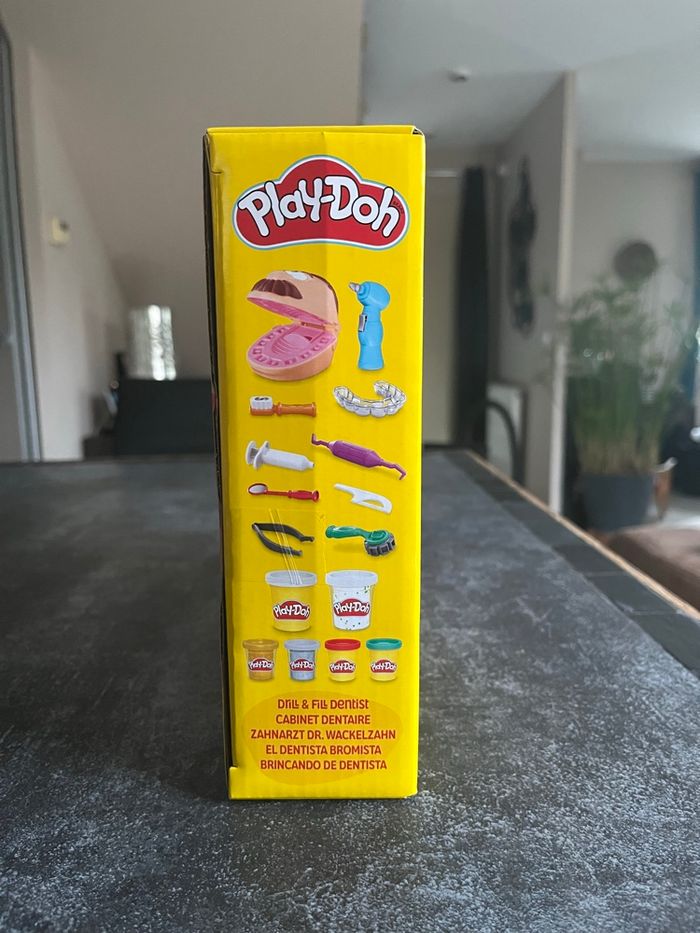 Play-Doh
Play-Doh
Play-Doh
Play-Doh
Play-Doh
Play-Doh
Play-Doh
Drill & Fill Dentist
CABINET DENTAIRE
ZAHNARZT DR. WACKELZAHN
EL DENTISTA BROMISTA
BRINCANDO DE DENTISTA